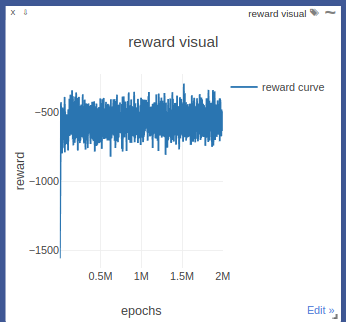 x
reward visual
reward visual
reward curve
−500
−1000
−1500
reward
0.5M 1M 1.5M 2M
epochs
Edit »